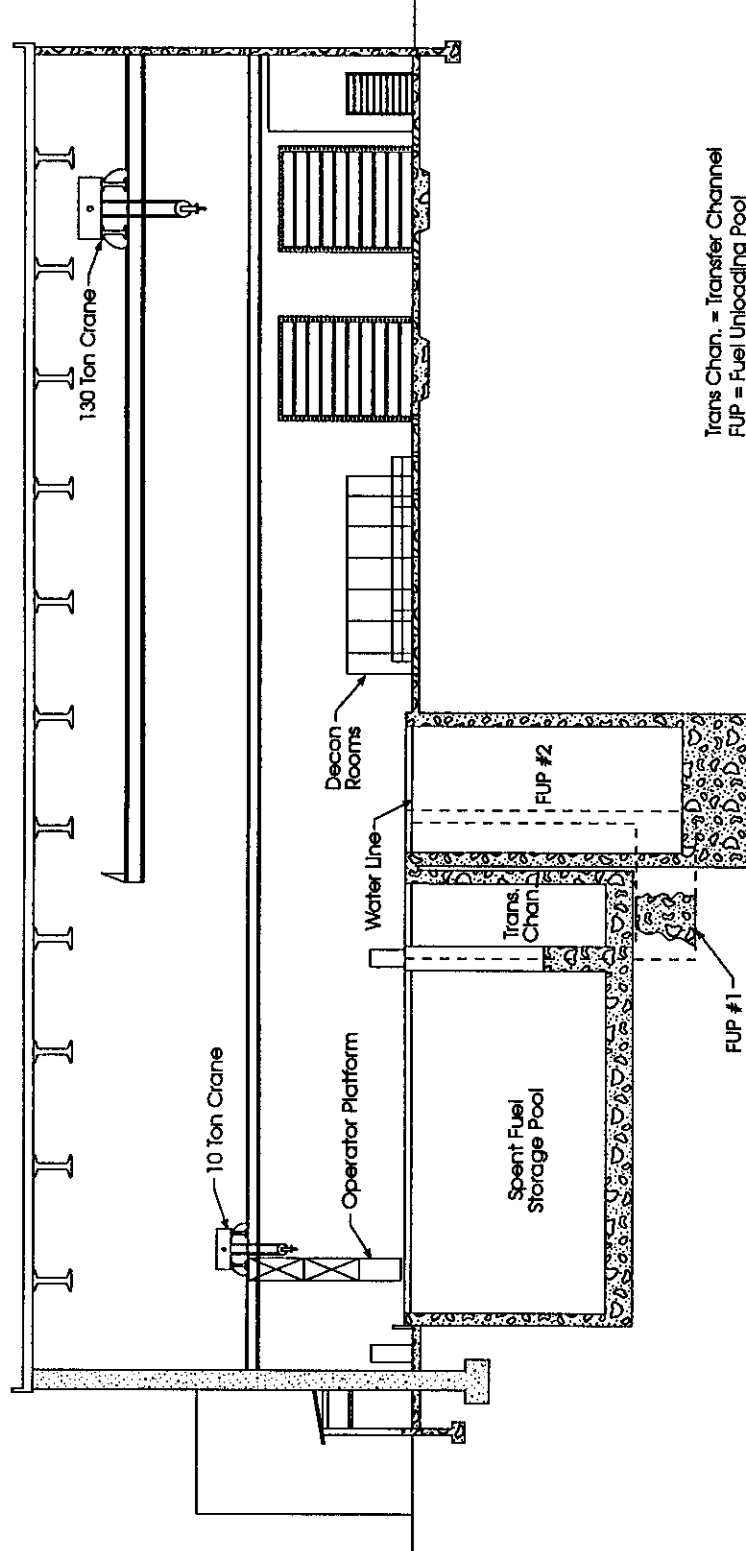 130 Ton Crane
10 Ton Crane
Operator Platform
Decon
Rooms
Water Line
Spent Fuel
Storage Pool
Trans.
Chan.
FUP #2
FUP #1
Trans Chan. = Transfer Channel
FUP = Fuel Unloading Pool